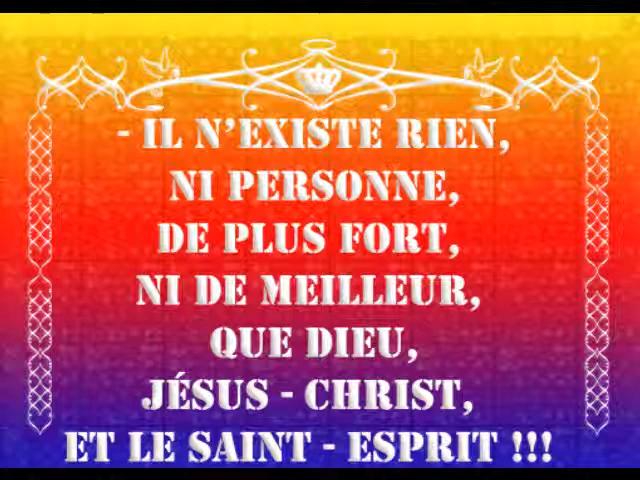 - IL N'EXISTE RIEN,
NI PERSONNE,
DE PLUS FORT,
NI DE MEILLEUR,
QUE DIEU,
JÉSUS - CHRIST,
ET LE SAINT - ESPRIT !!!